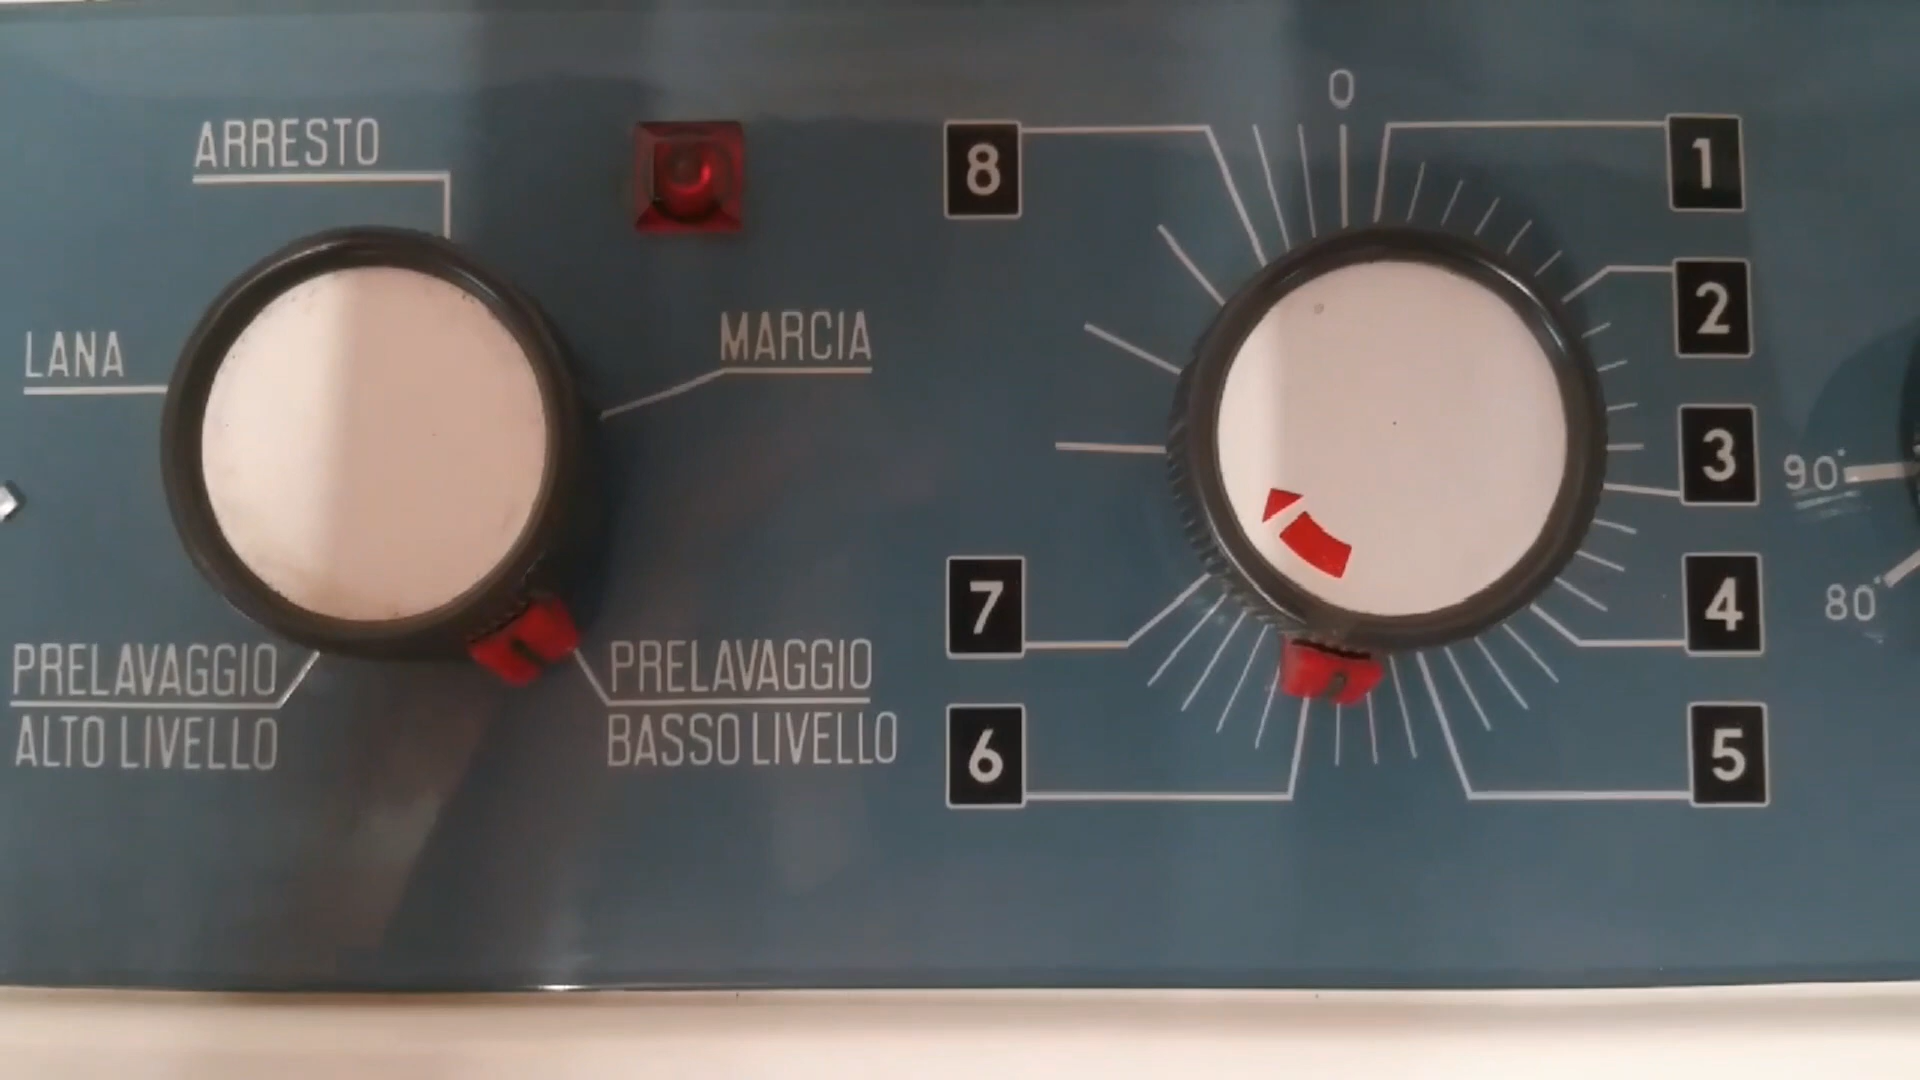 ARRESTO
LANA
MARCIA
PRELAVAGGIO
ALTO LIVELLO
PRELAVAGGIO
BASSO LIVELLO
0
8
1
2
3
4
5
6
7
90°
80°